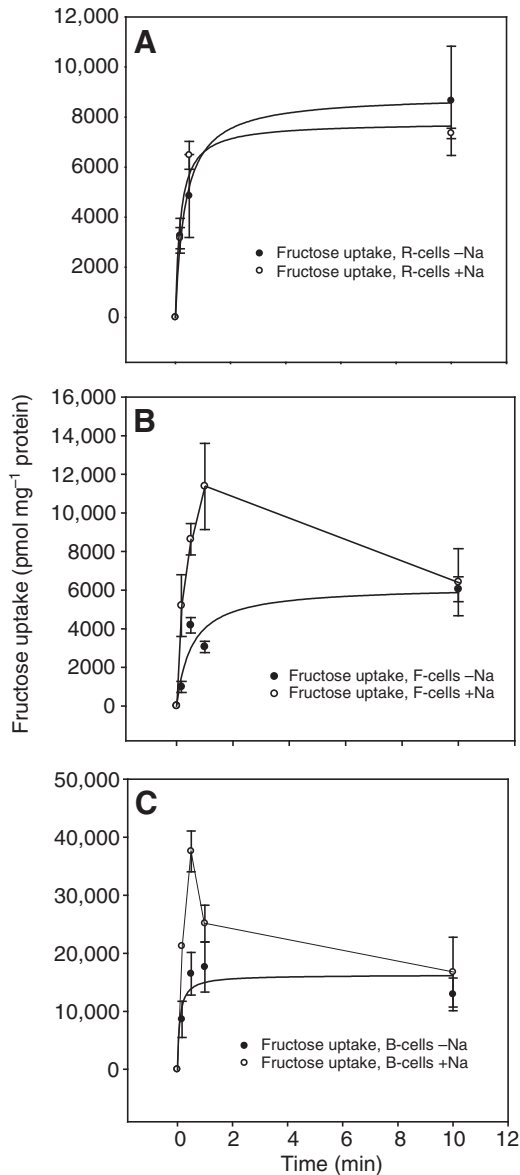 12,000
A
10,000
8000
6000
4000
2000
0
Fructose uptake, R-cells –Na
Fructose uptake, R-cells +Na
Fructose uptake (pmol mg⁻¹ protein)
16,000
B
14,000
12,000
10,000
8000
6000
4000
2000
0
Fructose uptake, F-cells –Na
Fructose uptake, F-cells +Na
50,000
C
40,000
30,000
20,000
10,000
0
Fructose uptake, B-cells –Na
Fructose uptake, B-cells +Na
0 2 4 6 8 10 12
Time (min)